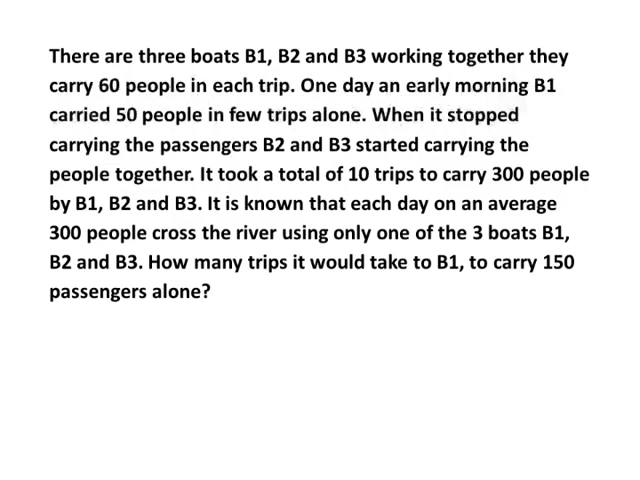 There are three boats B1, B2 and B3 working together they
carry 60 people in each trip. One day an early morning B1
carried 50 people in few trips alone. When it stopped
carrying the passengers B2 and B3 started carrying the
people together. It took a total of 10 trips to carry 300 people
by B1, B2 and B3. It is known that each day on an average
300 people cross the river using only one of the 3 boats B1,
B2 and B3. How many trips it would take to B1, to carry 150
passengers alone?